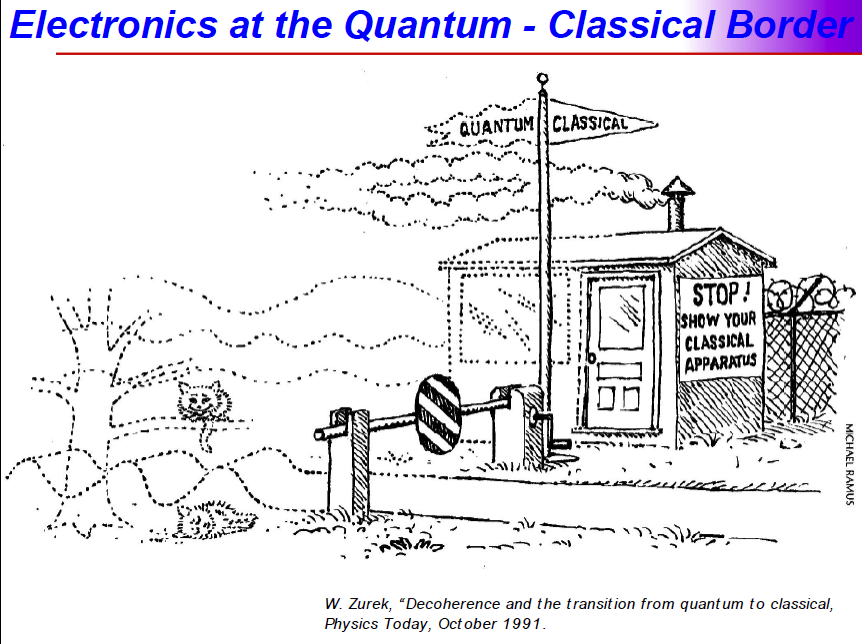 Electronics at the Quantum - Classical Border
QUANTUM CLASSICAL
STOP!
SHOW YOUR
CLASSICAL
APPARATUS
MICHAEL RAMUS
W. Zurek, “Decoherence and the transition from quantum to classical,
Physics Today, October 1991.